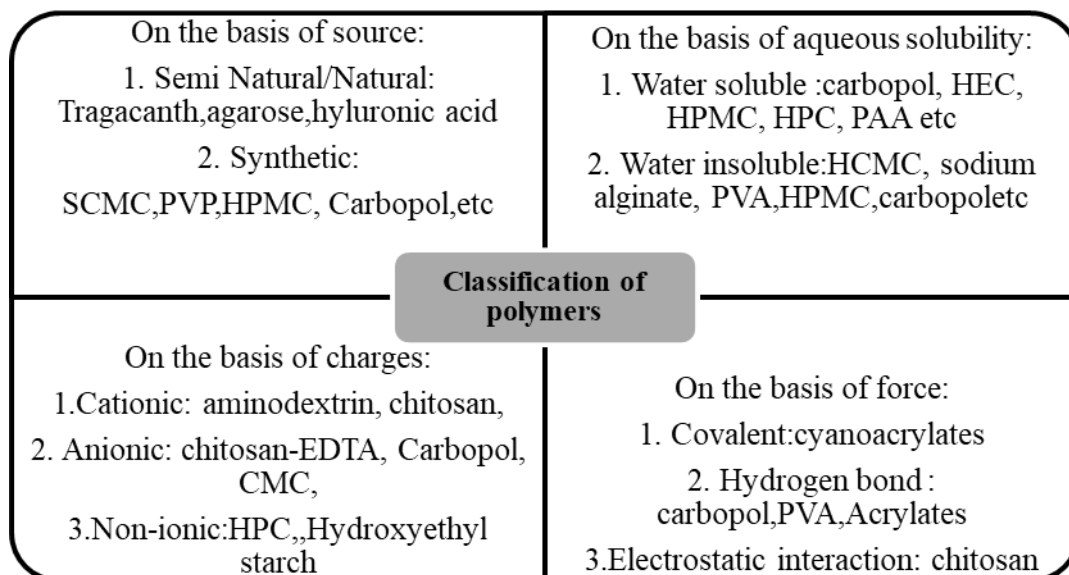 On the basis of source:
1. Semi Natural/Natural:
Tragacanth,agarose,hyluronic acid
2. Synthetic:
SCMC,PVP,HPMC, Carbopol,etc
On the basis of aqueous solubility:
1. Water soluble :carbopol, HEC,
HPMC, HPC, PAA etc
2. Water insoluble:HCMC, sodium
alginate, PVA,HPMC,carbopoletc
Classification of
polymers
On the basis of charges:
1.Cationic: aminodextrin, chitosan,
2. Anionic: chitosan-EDTA, Carbopol,
CMC,
3.Non-ionic:HPC,,Hydroxyethyl
starch
On the basis of force:
1. Covalent:cyanoacrylates
2. Hydrogen bond :
carbopol,PVA,Acrylates
3.Electrostatic interaction: chitosan